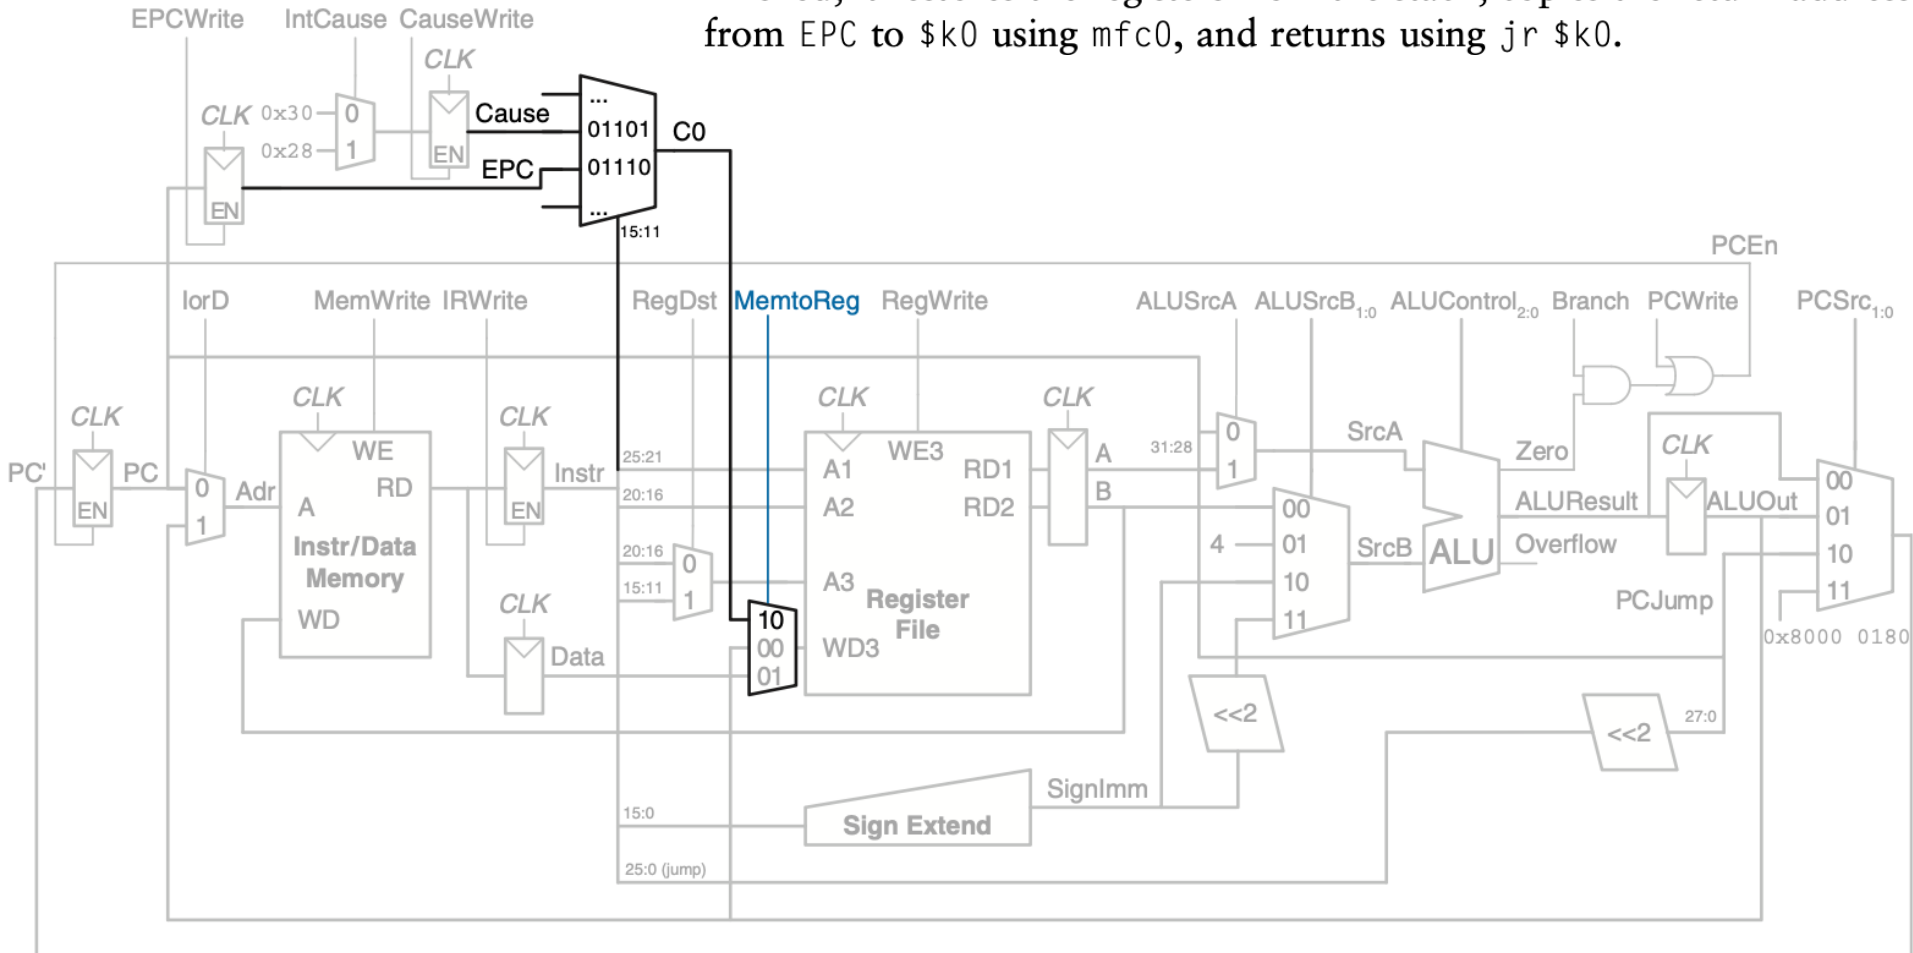 from EPC to $k0 using mfc0, and returns using jr $k0.
EPCWrite IntCause CauseWrite
CLK
CLK 0x30 0 Cause ... 01101 C0
0x28 1 EN EPC 01110
EN ...
15:11
PCEn
IorD MemWrite IRWrite RegDst MemtoReg RegWrite ALUSrcA ALUSrcB1:0 ALUControl2:0 Branch PCWrite PCSrc1:0
CLK CLK CLK CLK CLK
WE WE3 0 SrcA CLK
31:28
PC' PC 0 Adr RD Instr 25:21 A1 RD1 A 1 Zero 00
EN 1 A EN 20:16 A2 RD2 B 00 ALUResult ALUOut 01
Instr/Data 20:16 0 4 01 SrcB ALU Overflow 10
Memory 15:11 1 A3 Register 10 PCJump 11
CLK File
WD 10 11 0x8000 0180
Data 00 WD3
01
<<2 <<2 27:0
SignImm
15:0 Sign Extend
25:0 (jump)